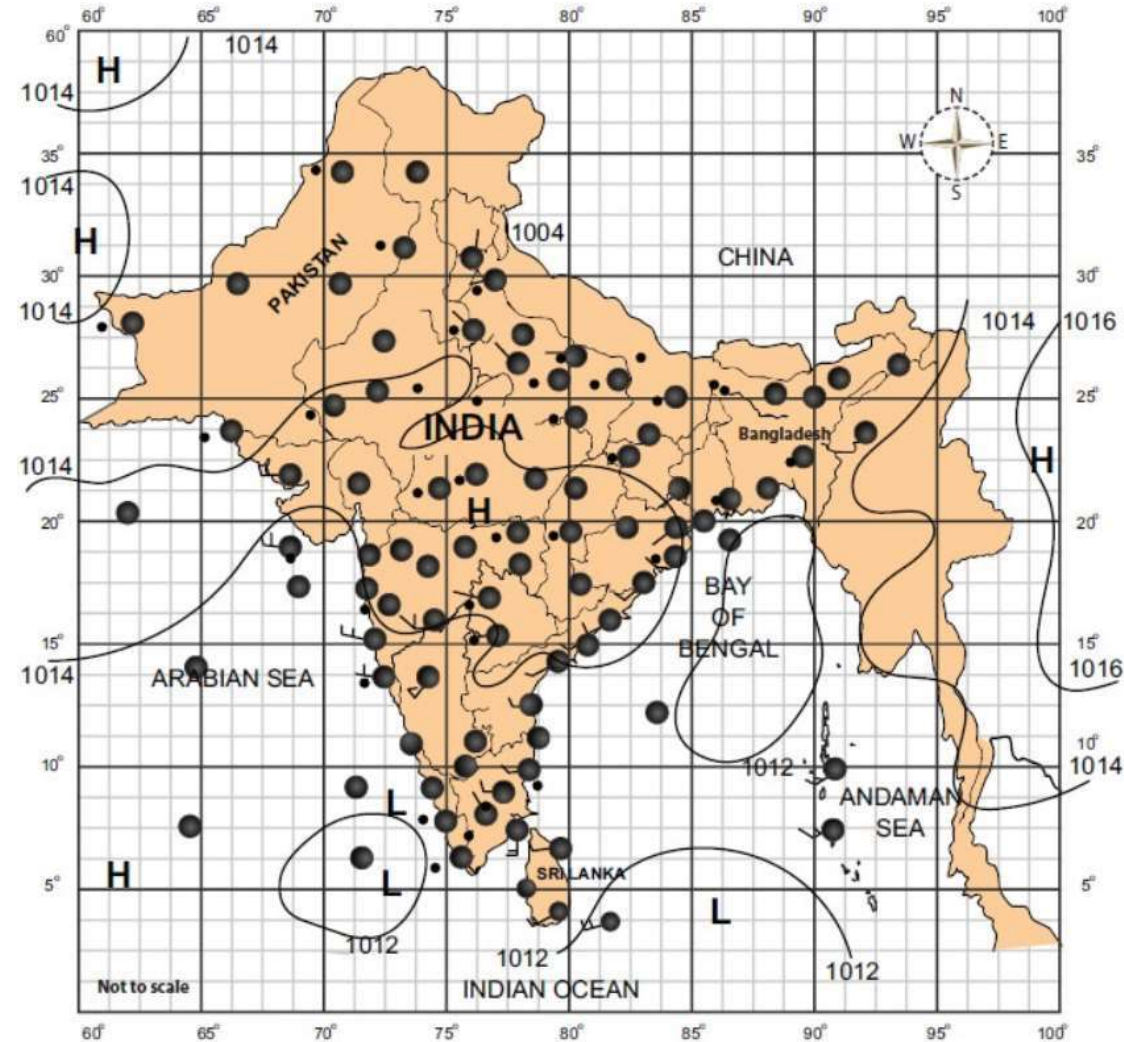 60° 65° 70° 75° 80° 85° 90° 95° 100°
60°
1014
H
1014
N
W E
S
35° 35°
1014
H
1004
PAKISTAN
CHINA
30° 30°
1014
1014 1016
25° 25°
INDIA
Bangladesh
1014
H
H
20° 20°
BAY
OF
BENGAL
15° 15°
1014
ARABIAN SEA
1016
10° 10°
1012
1014
ANDAMAN
SEA
L
H
L
5° 5°
SRI LANKA
L
1012
1012
1012
Not to scale
INDIAN OCEAN
60° 65° 70° 75° 80° 85° 90° 95° 100°